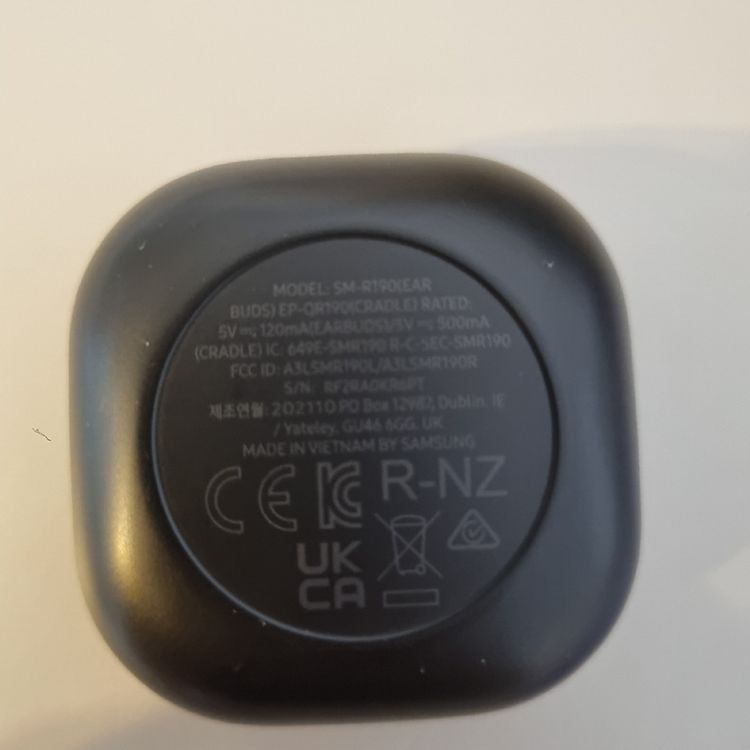 MODEL: SM-R190(EAR
BUDS) EP-QR190(CRADLE) RATED:
5V ⎓; 120mA(EARBUDS)/5V ⎓; 500mA
(CRADLE) IC: 649E-SMR190 R-C-SEC-SMR190
FCC ID: A3LSMR190L/A3LSMR190R
S/N:
제조연월: 202110 PO Box 12987, Dublin. IE
/ Yateley, GU46 6GG. UK
MADE IN VIETNAM BY SAMSUNG
CE KC R-NZ
UK
CA